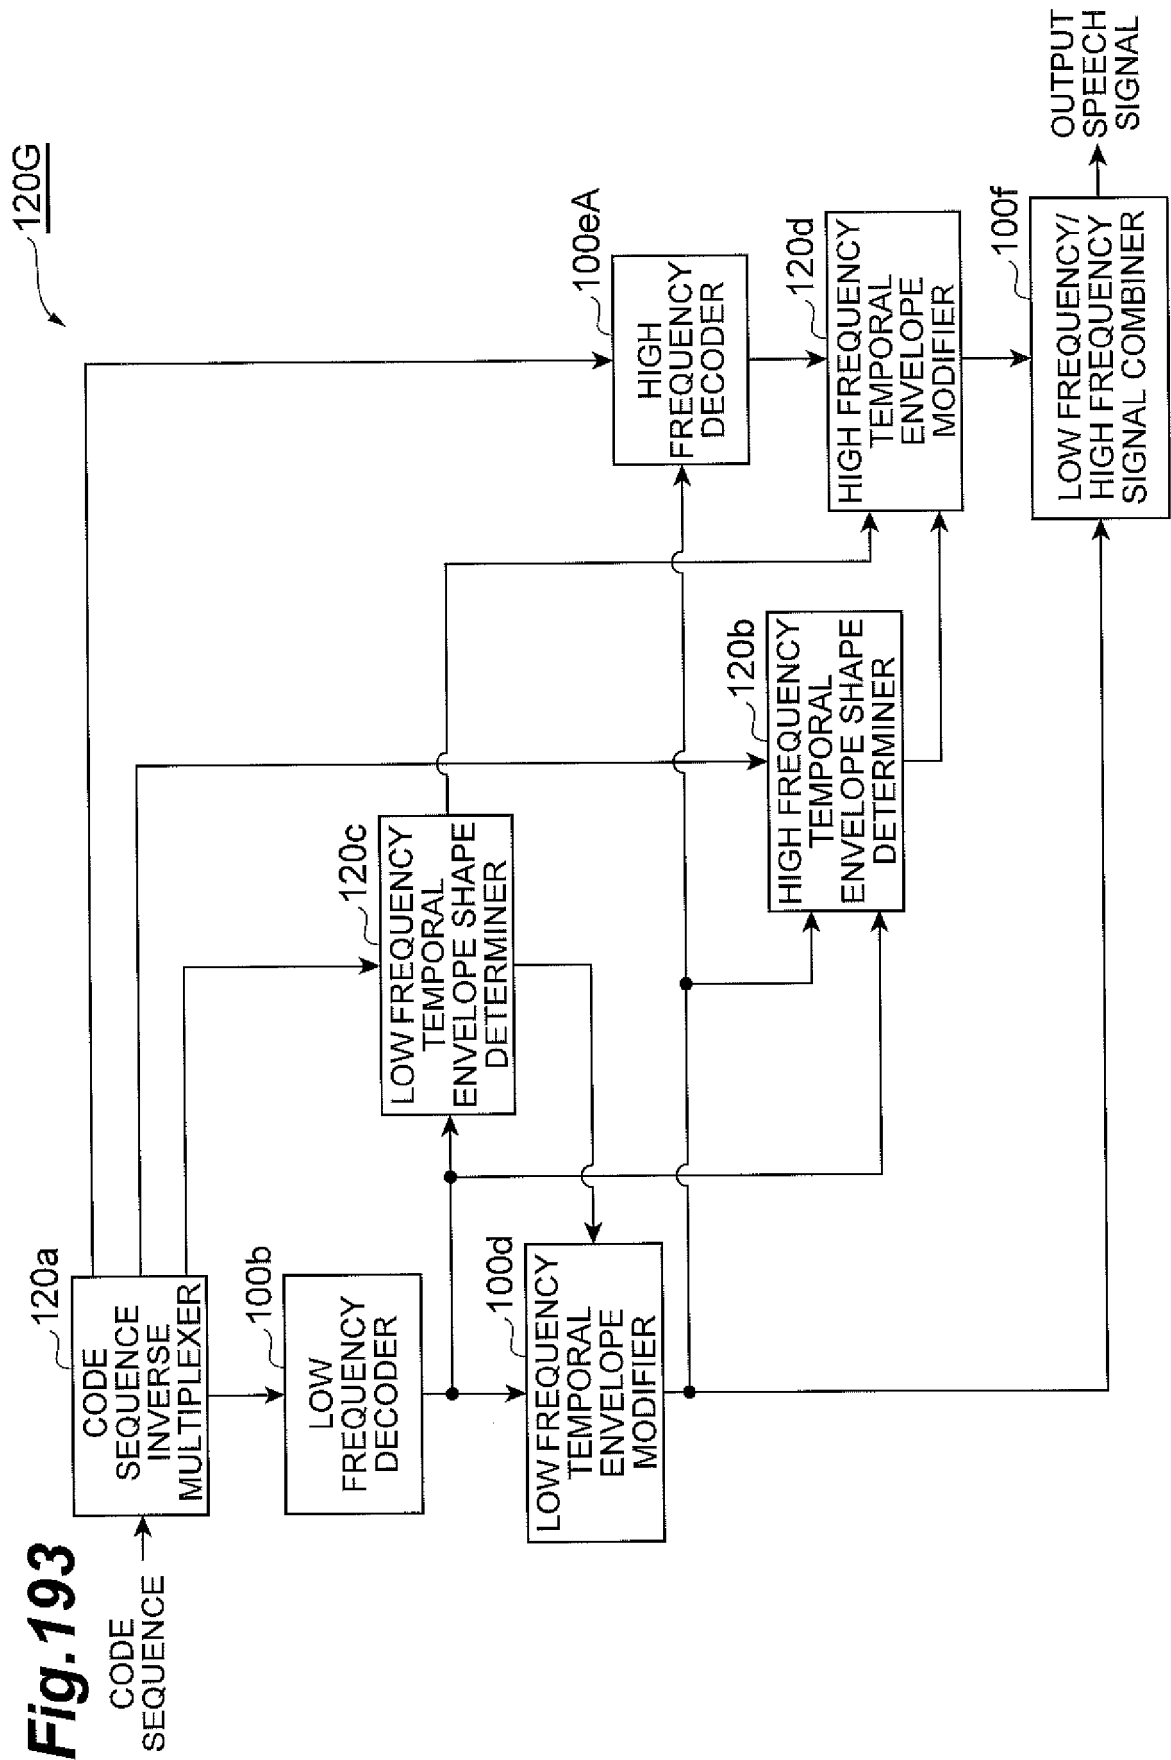 Fig.193
120G
CODE
SEQUENCE
120a
CODE
SEQUENCE
INVERSE
MULTIPLEXER
100b
LOW
FREQUENCY
DECODER
120c
LOW FREQUENCY
TEMPORAL
ENVELOPE SHAPE
DETERMINER
100d
LOW FREQUENCY
TEMPORAL
ENVELOPE
MODIFIER
100eA
HIGH
FREQUENCY
DECODER
120b
HIGH FREQUENCY
TEMPORAL
ENVELOPE SHAPE
DETERMINER
120d
HIGH FREQUENCY
TEMPORAL
ENVELOPE
MODIFIER
100f
LOW FREQUENCY/
HIGH FREQUENCY
SIGNAL COMBINER
OUTPUT
SPEECH
SIGNAL